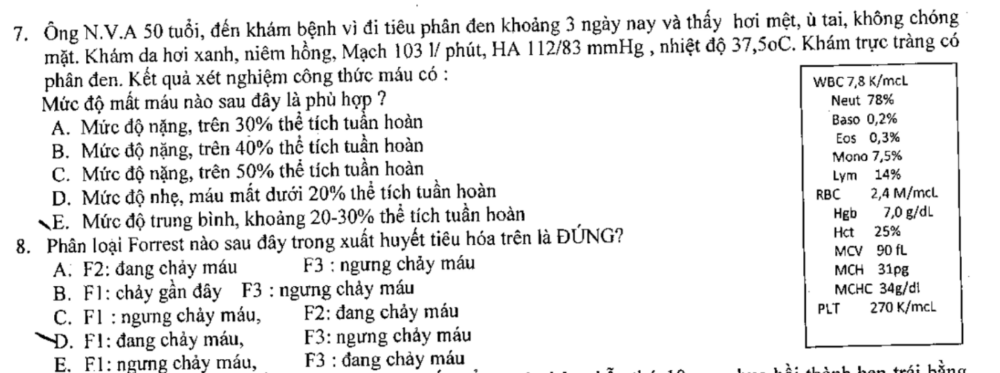 7. Ông N.V.A 50 tuổi, đến khám bệnh vì đi tiêu phân đen khoảng 3 ngày nay và thấy hơi mệt, ù tai, không chóng
mặt. Khám da hơi xanh, niêm hồng, Mạch 103 l/ phút, HA 112/83 mmHg , nhiệt độ 37,5oC. Khám trực tràng có
phân đen. Kết quả xét nghiệm công thức máu có :
Mức độ mất máu nào sau đây là phù hợp ?
A. Mức độ nặng, trên 30% thể tích tuần hoàn
B. Mức độ nặng, trên 40% thể tích tuần hoàn
C. Mức độ nặng, trên 50% thể tích tuần hoàn
D. Mức độ nhẹ, máu mất dưới 20% thể tích tuần hoàn
E. Mức độ trung bình, khoảng 20-30% thể tích tuần hoàn
8. Phân loại Forrest nào sau đây trong xuất huyết tiêu hóa trên là ĐÚNG?
A. F2: đang chảy máu F3 : ngưng chảy máu
B. F1: chảy gần đây F3 : ngưng chảy máu
C. F1 : ngưng chảy máu, F2: đang chảy máu
D. F1: đang chảy máu, F3: ngưng chảy máu
E. F1: ngưng chảy máu, F3 : đang chảy máu
WBC 7,8 K/mcL
Neut 78%
Baso 0,2%
Eos 0,3%
Mono 7,5%
Lym 14%
RBC 2,4 M/mcL
Hgb 7,0 g/dL
Hct 25%
MCV 90 fL
MCH 31pg
MCHC 34g/dl
PLT 270 K/mcL